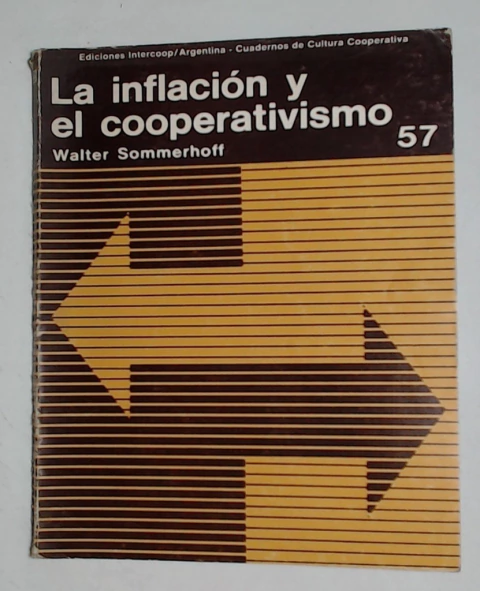 Ediciones Intercoop/Argentina - Cuadernos de Cultura Cooperativa
La inflación y
el cooperativismo
57
Walter Sommerhoff